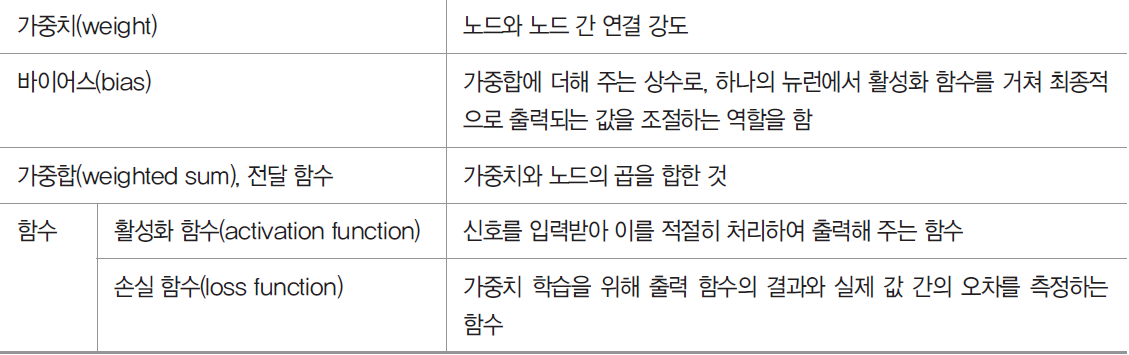 가중치(weight)
노드와 노드 간 연결 강도
바이어스(bias)
가중합에 더해 주는 상수로, 하나의 뉴런에서 활성화 함수를 거쳐 최종적
으로 출력되는 값을 조절하는 역할을 함
가중합(weighted sum), 전달 함수
가중치와 노드의 곱을 합한 것
함수
활성화 함수(activation function)
신호를 입력받아 이를 적절히 처리하여 출력해 주는 함수
손실 함수(loss function)
가중치 학습을 위해 출력 함수의 결과와 실제 값 간의 오차를 측정하는
함수